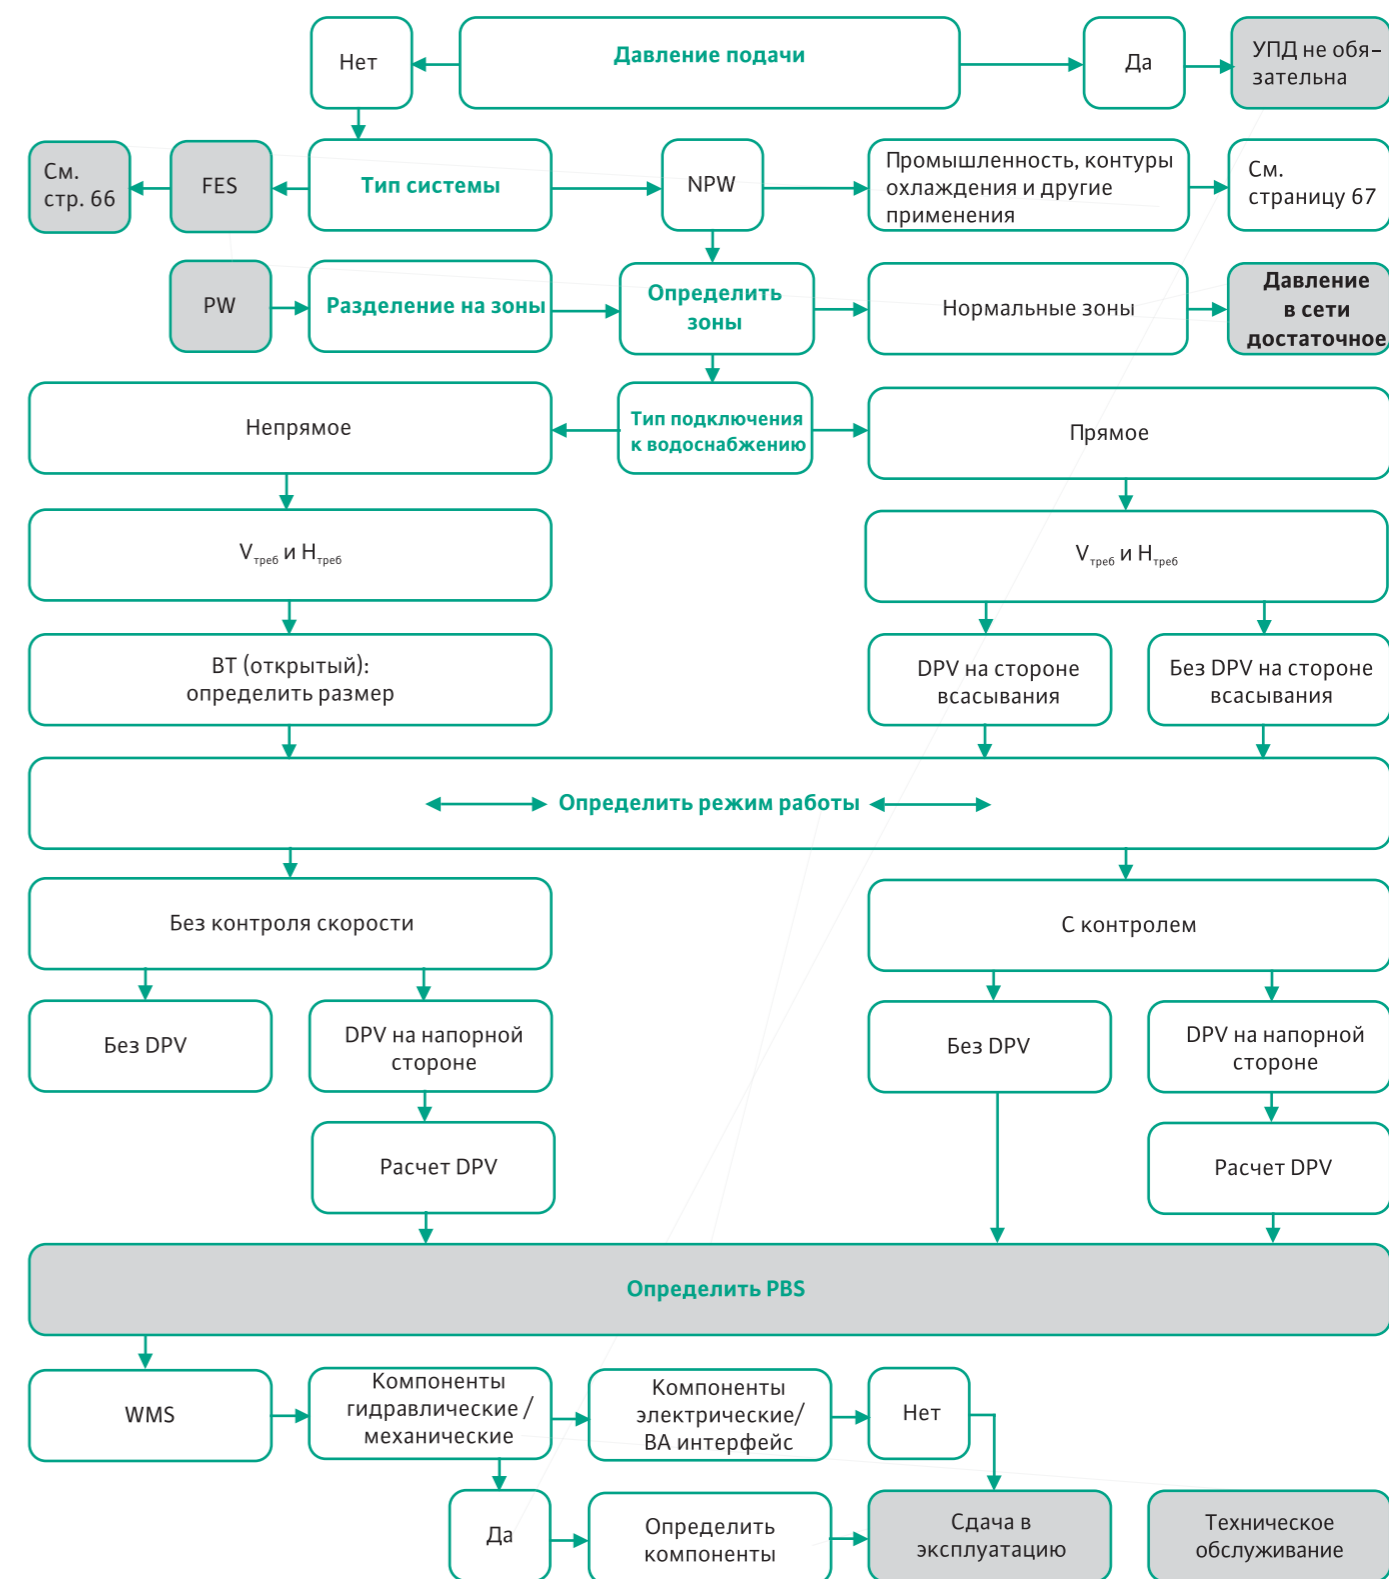 Нет
Давление подачи
Да
УПД не обя-
зательна
См.
стр. 66
FES
Тип системы
NPW
Промышленность, контуры
охлаждения и другие
применения
См.
страницу 67
PW
Разделение на зоны
Определить
зоны
Нормальные зоны
Давление
в сети
достаточное
Непрямое
Тип подключения
к водоснабжению
Прямое
Vтреб и Hтреб
Vтреб и Hтреб
ВТ (открытый):
определить размер
DPV на стороне
всасывания
Без DPV на стороне
всасывания
Определить режим работы
Без контроля скорости
С контролем
Без DPV
DPV на напорной
стороне
Без DPV
DPV на напорной
стороне
Расчет DPV
Расчет DPV
Определить PBS
WMS
Компоненты
гидравлические /
механические
Компоненты
электрические/
ВА интерфейс
Нет
Да
Определить
компоненты
Сдача в
эксплуатацию
Техническое
обслуживание